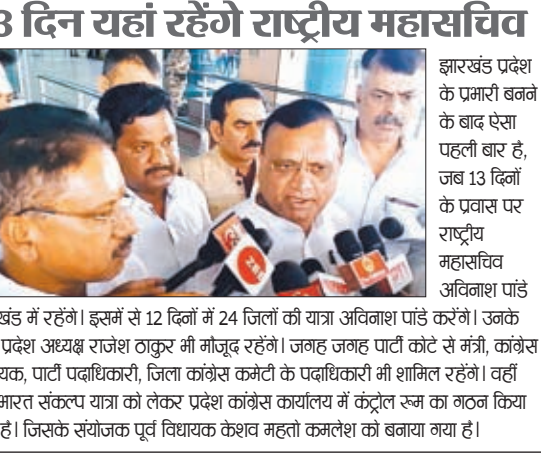 3 दिन यहां रहेंगे राष्ट्रीय महासचिव
झारखंड प्रदेश
के प्रभारी बनने
के बाद ऐसा
पहली बार है,
जब 13 दिनों
के प्रवास पर
राष्ट्रीय
महासचिव
अविनाश पांडे
खंड में रहेंगे। इसमें से 12 दिनों में 24 जिलों की यात्रा अविनाश पांडे करेंगे। उनके
प्रदेश अध्यक्ष राजेश ठाकुर भी मौजूद रहेंगे। जगह जगह पार्टी कोटे से मंत्री, कांग्रेस
यक, पार्टी पदाधिकारी, जिला कांग्रेस कमेटी के पदाधिकारी भी शामिल रहेंगे। वहीं
भारत संकल्प यात्रा को लेकर प्रदेश कांग्रेस कार्यालय में कंट्रोल रूम का गठन किया
है। जिसके संयोजक पूर्व विधायक केशव महतो कमलेश को बनाया गया है।